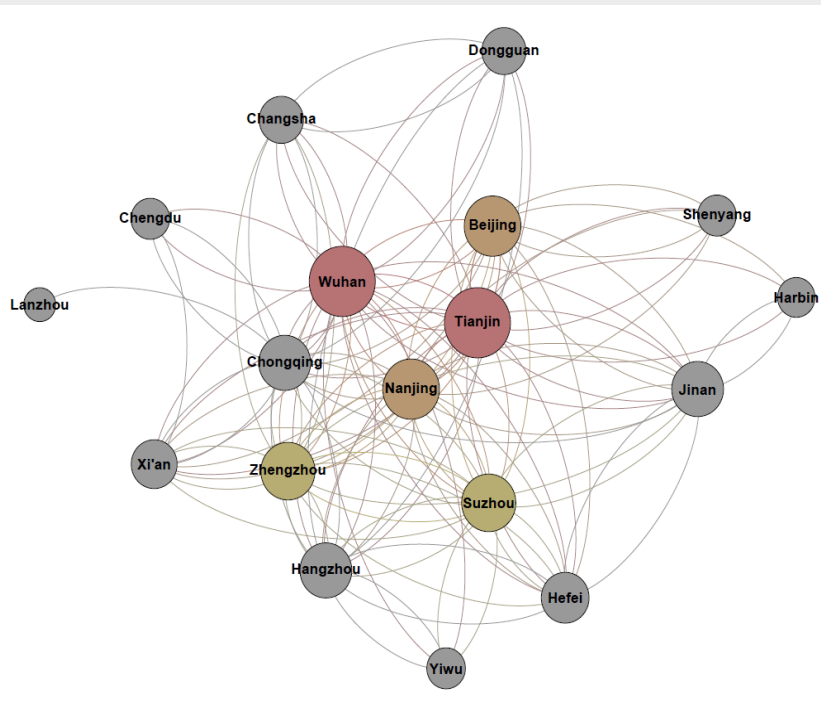 Dongguan
Changsha
Chengdu
Beijing
Shenyang
Wuhan
Lanzhou
Harbin
Tianjin
Chongqing
Nanjing
Jinan
Xi'an
Zhengzhou
Suzhou
Hangzhou
Hefei
Yiwu